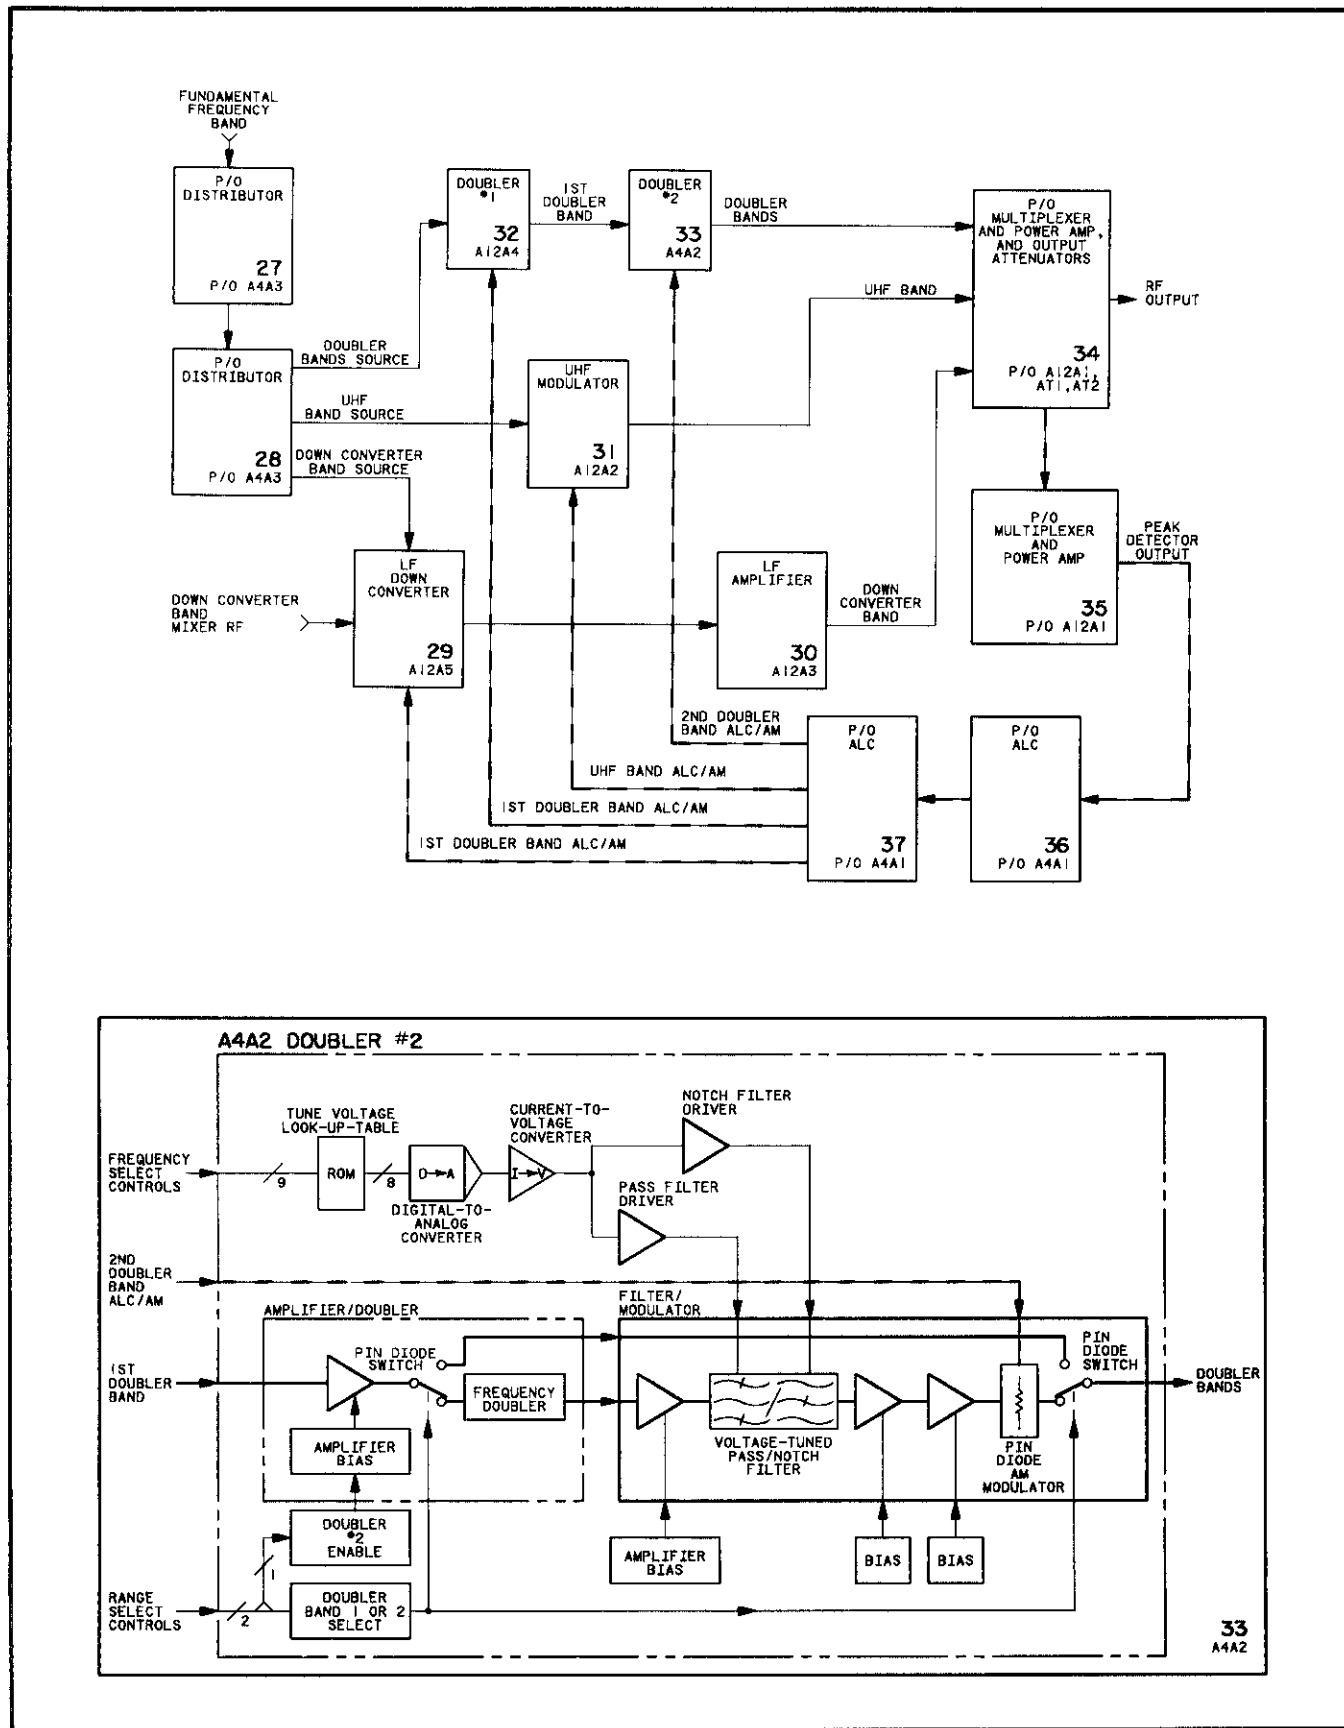 FUNDAMENTAL
FREQUENCY
BAND
P/O
DISTRIBUTOR
27
P/O A4A3
P/O
DISTRIBUTOR
28
P/O A4A3
DOUBLER
BANDS SOURCE
UHF
BAND SOURCE
DOWN CONVERTER
BAND SOURCE
DOUBLER
#1
32
A12A4
1ST
DOUBLER
BAND
DOUBLER
#2
33
A4A2
DOUBLER
BANDS
P/O
MULTIPLEXER
AND POWER AMP,
AND OUTPUT
ATTENUATORS
34
P/O A12A1,
AT1, AT2
RF
OUTPUT
UHF BAND
UHF
MODULATOR
31
A12A2
DOWN CONVERTER
BAND
MIXER RF
LF
DOWN
CONVERTER
29
A12A5
LF
AMPLIFIER
30
A12A3
DOWN
CONVERTER
BAND
P/O
MULTIPLEXER
AND
POWER AMP
35
P/O A12A1
PEAK
DETECTOR
OUTPUT
2ND DOUBLER
BAND ALC/AM
UHF BAND ALC/AM
1ST DOUBLER BAND ALC/AM
1ST DOUBLER BAND ALC/AM
P/O
ALC
37
P/O A4A1
P/O
ALC
36
P/O A4A1
A4A2 DOUBLER #2
FREQUENCY
SELECT
CONTROLS
9
TUNE VOLTAGE
LOOK-UP-TABLE
ROM
8
D→A
DIGITAL-TO-
ANALOG
CONVERTER
CURRENT-TO-
VOLTAGE
CONVERTER
I→V
NOTCH FILTER
DRIVER
PASS FILTER
DRIVER
2ND
DOUBLER
BAND
ALC/AM
AMPLIFIER/DOUBLER
FILTER/
MODULATOR
1ST
DOUBLER
BAND
PIN DIODE
SWITCH
FREQUENCY
DOUBLER
VOLTAGE-TUNED
PASS/NOTCH
FILTER
PIN
DIODE
AM
MODULATOR
PIN
DIODE
SWITCH
DOUBLER
BANDS
AMPLIFIER
BIAS
DOUBLER
#2
ENABLE
1
AMPLIFIER
BIAS
BIAS
BIAS
RANGE
SELECT
CONTROLS
2
DOUBLER
BAND 1 OR 2
SELECT
33
A4A2